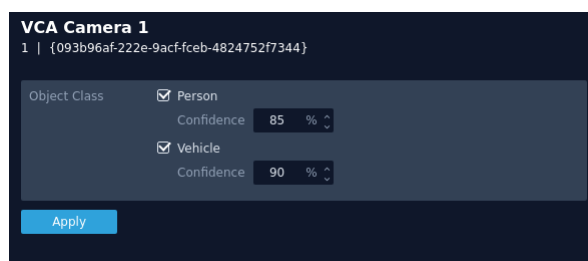 VCA Camera 1
1 | {093b96af-222e-9acf-fceb-4824752f7344}
Object Class Person
Confidence 85 %
Vehicle
Confidence 90 %
Apply